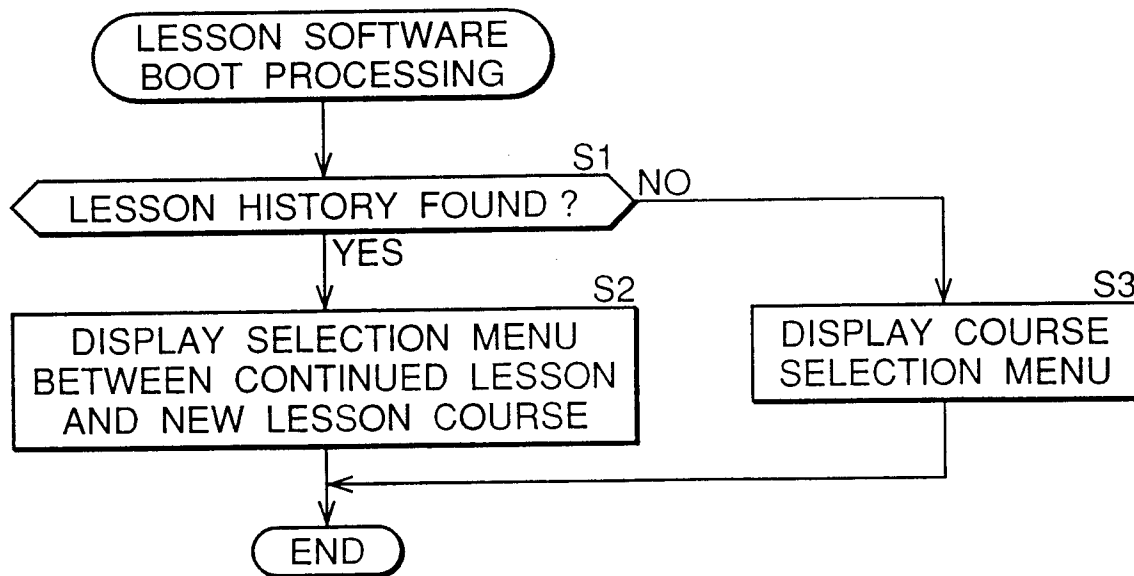 LESSON SOFTWARE
BOOT PROCESSING
S1
LESSON HISTORY FOUND ?
NO
YES
S2
DISPLAY SELECTION MENU
BETWEEN CONTINUED LESSON
AND NEW LESSON COURSE
S3
DISPLAY COURSE
SELECTION MENU
END